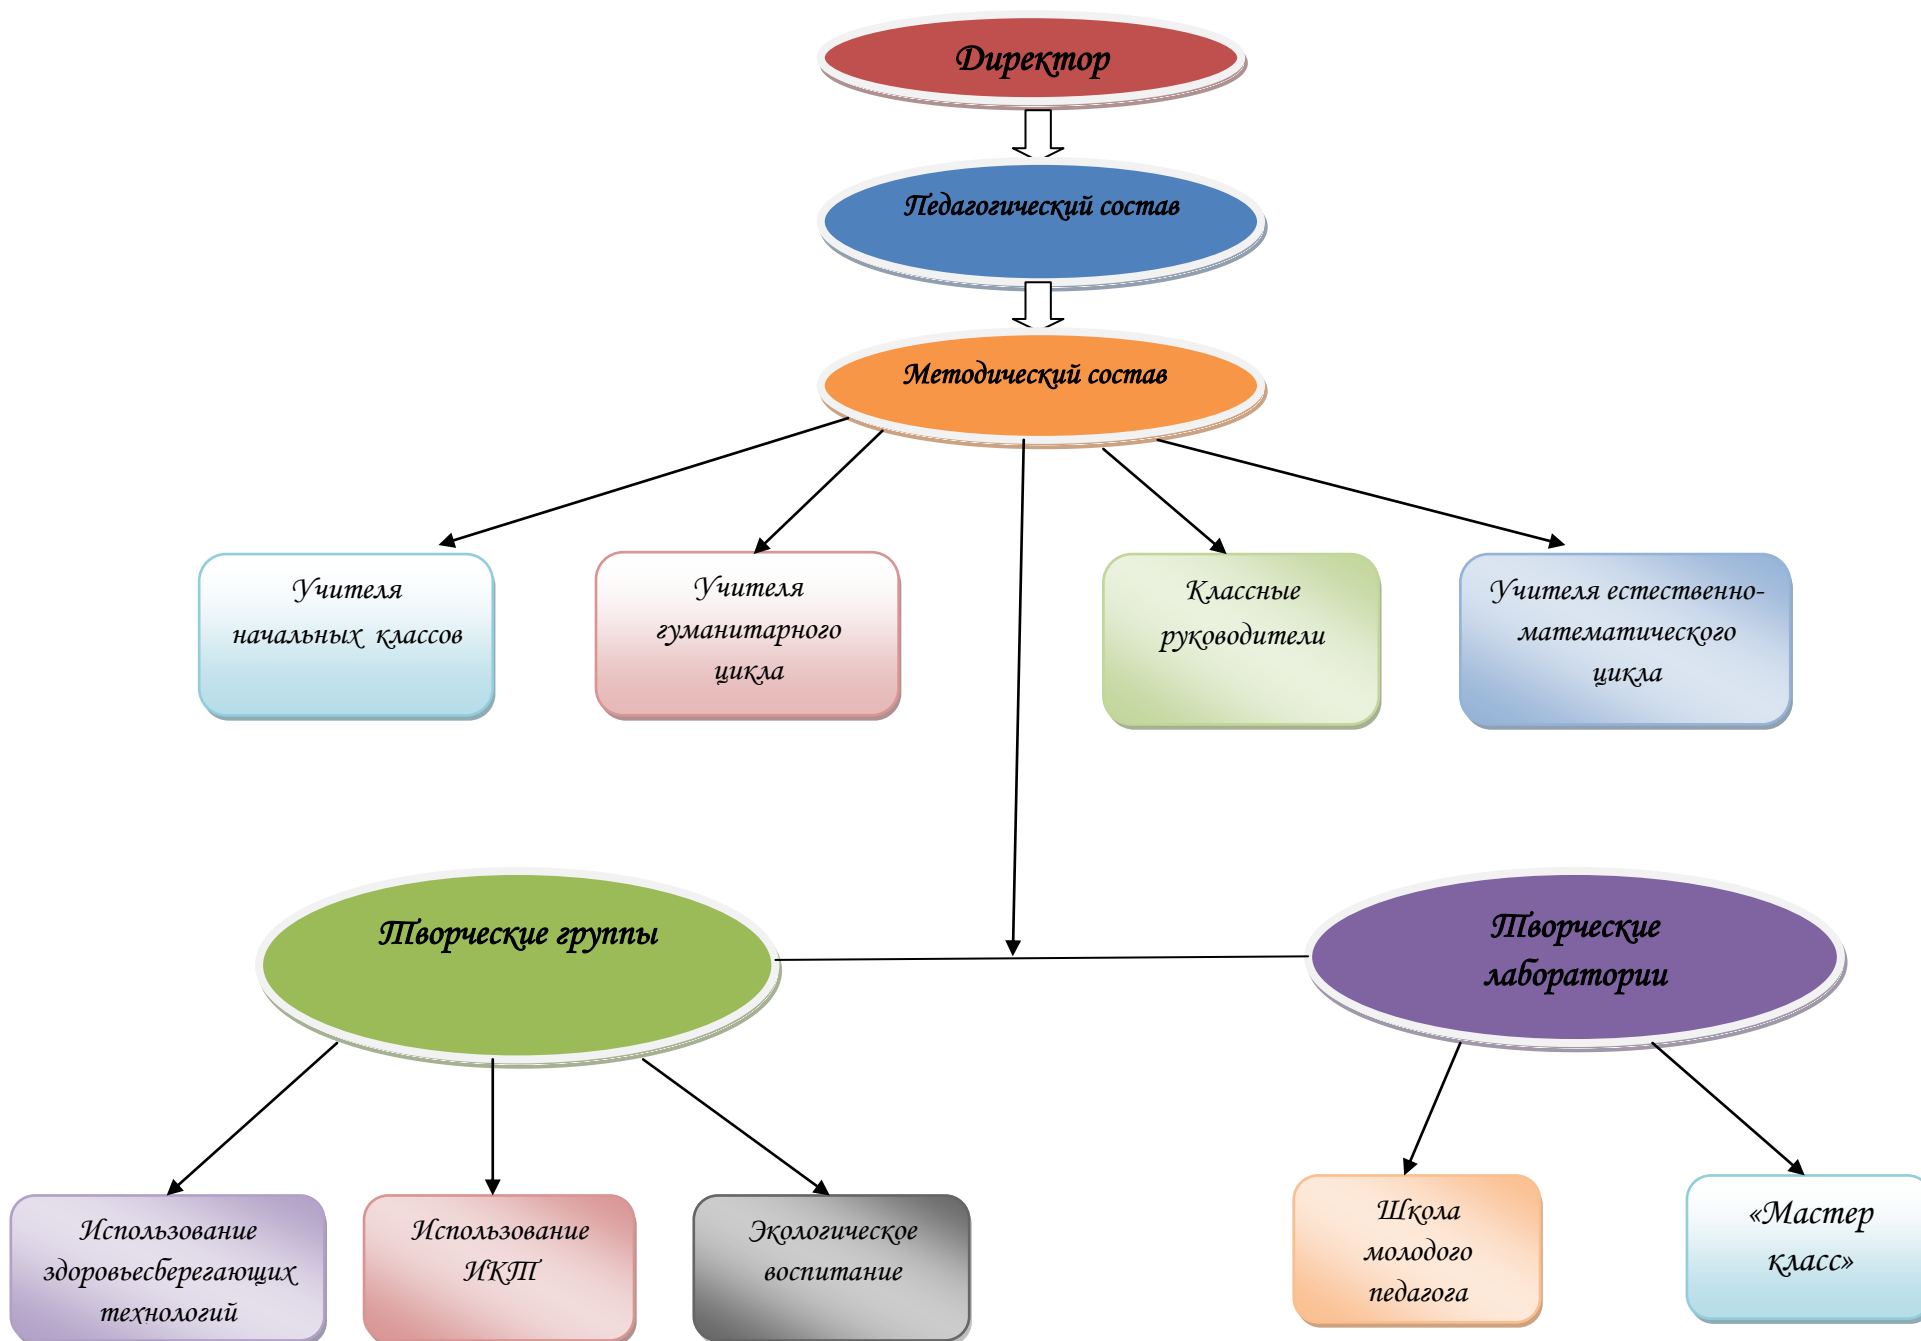 Директор
Педагогический состав
Методический состав
Учителя
начальных классов
Учителя
гуманитарного
цикла
Классные
руководители
Учителя естественно-
математического
цикла
Творческие группы
Творческие
лаборатории
Использование
здоровьесберегающих
технологий
Использование
ИКТ
Экологическое
воспитание
Школа
молодого
педагога
«Мастер
класс»